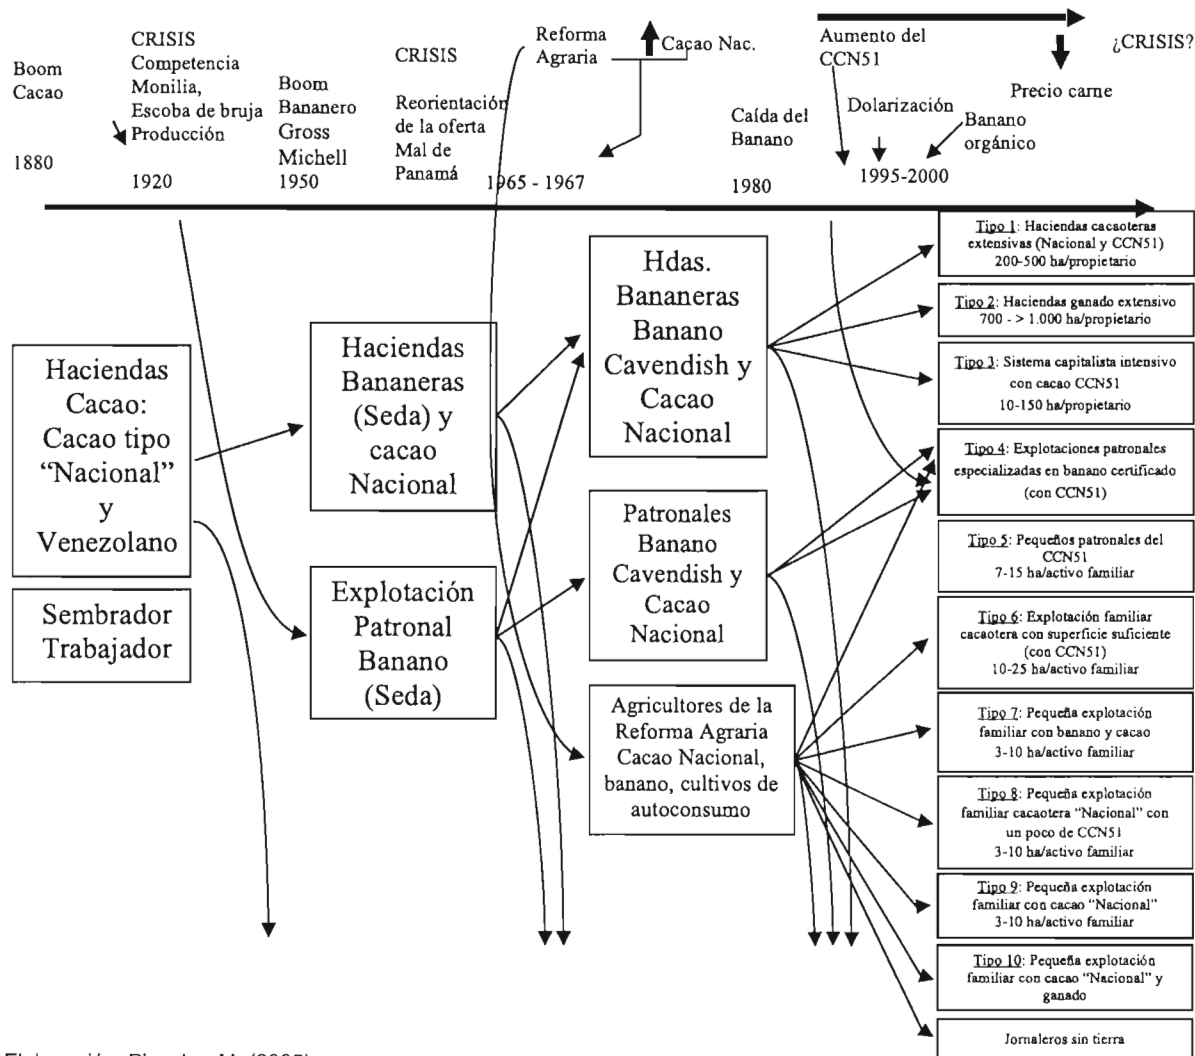 Boom
Cacao
1880
CRISIS
Competencia
Monilia,
Escoba de bruja
Producción
1920
Boom
Bananero
Gross
Michell
1950
CRISIS
Reorientación
de la oferta
Mal de
Panamá
Reforma
Agraria
Cacao Nac.
1965 - 1967
Caída del
Banano
1980
Aumento del
CCN51
Dolarización
1995-2000
Banano
orgánico
Precio carne
¿CRISIS?
Haciendas
Cacao:
Cacao tipo
“Nacional”
y
Venezolano
Sembrador
Trabajador
Haciendas
Bananeras
(Seda) y
cacao
Nacional
Explotación
Patronal
Banano
(Seda)
Hdas.
Bananeras
Banano
Cavendish y
Cacao
Nacional
Patronales
Banano
Cavendish y
Cacao
Nacional
Agricultores de la
Reforma Agraria
Cacao Nacional,
banano, cultivos de
autoconsumo
Tipo 1: Haciendas cacaoteras
extensivas (Nacional y CCN51)
200-500 ha/propietario
Tipo 2: Haciendas ganado extensivo
700 - > 1.000 ha/propietario
Tipo 3: Sistema capitalista intensivo
con cacao CCN51
10-150 ha/propietario
Tipo 4: Explotaciones patronales
especializadas en banano certificado
(con CCN51)
Tipo 5: Pequeños patronales del
CCN51
7-15 ha/activo familiar
Tipo 6: Explotación familiar
cacaotera con superficie suficiente
(con CCN51)
10-25 ha/activo familiar
Tipo 7: Pequeña explotación
familiar con banano y cacao
3-10 ha/activo familiar
Tipo 8: Pequeña explotación
familiar cacaotera “Nacional” con
un poco de CCN51
3-10 ha/activo familiar
Tipo 9: Pequeña explotación
familiar con cacao “Nacional”
3-10 ha/activo familiar
Tipo 10: Pequeña explotación
familiar con cacao “Nacional” y
ganado
Jornaleros sin tierra